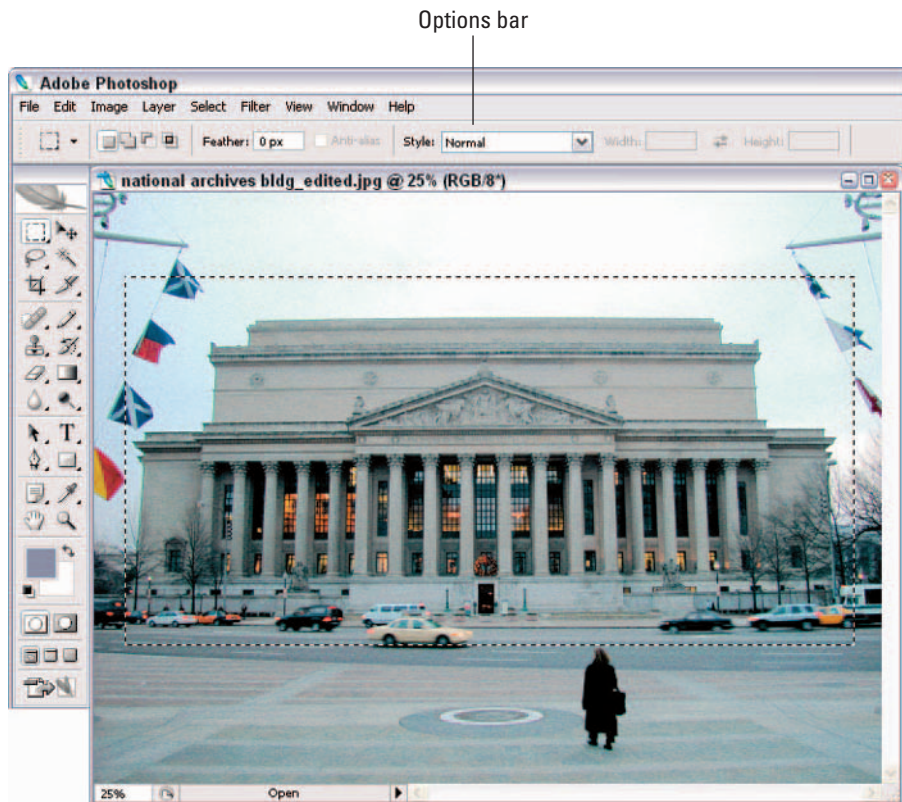 Options bar
Adobe Photoshop
File Edit Image Layer Select Filter View Window Help
Feather: 0 px Anti-alias Style: Normal Width: Height:
national archives bldg_edited.jpg @ 25% (RGB/8*)
T
25% Open